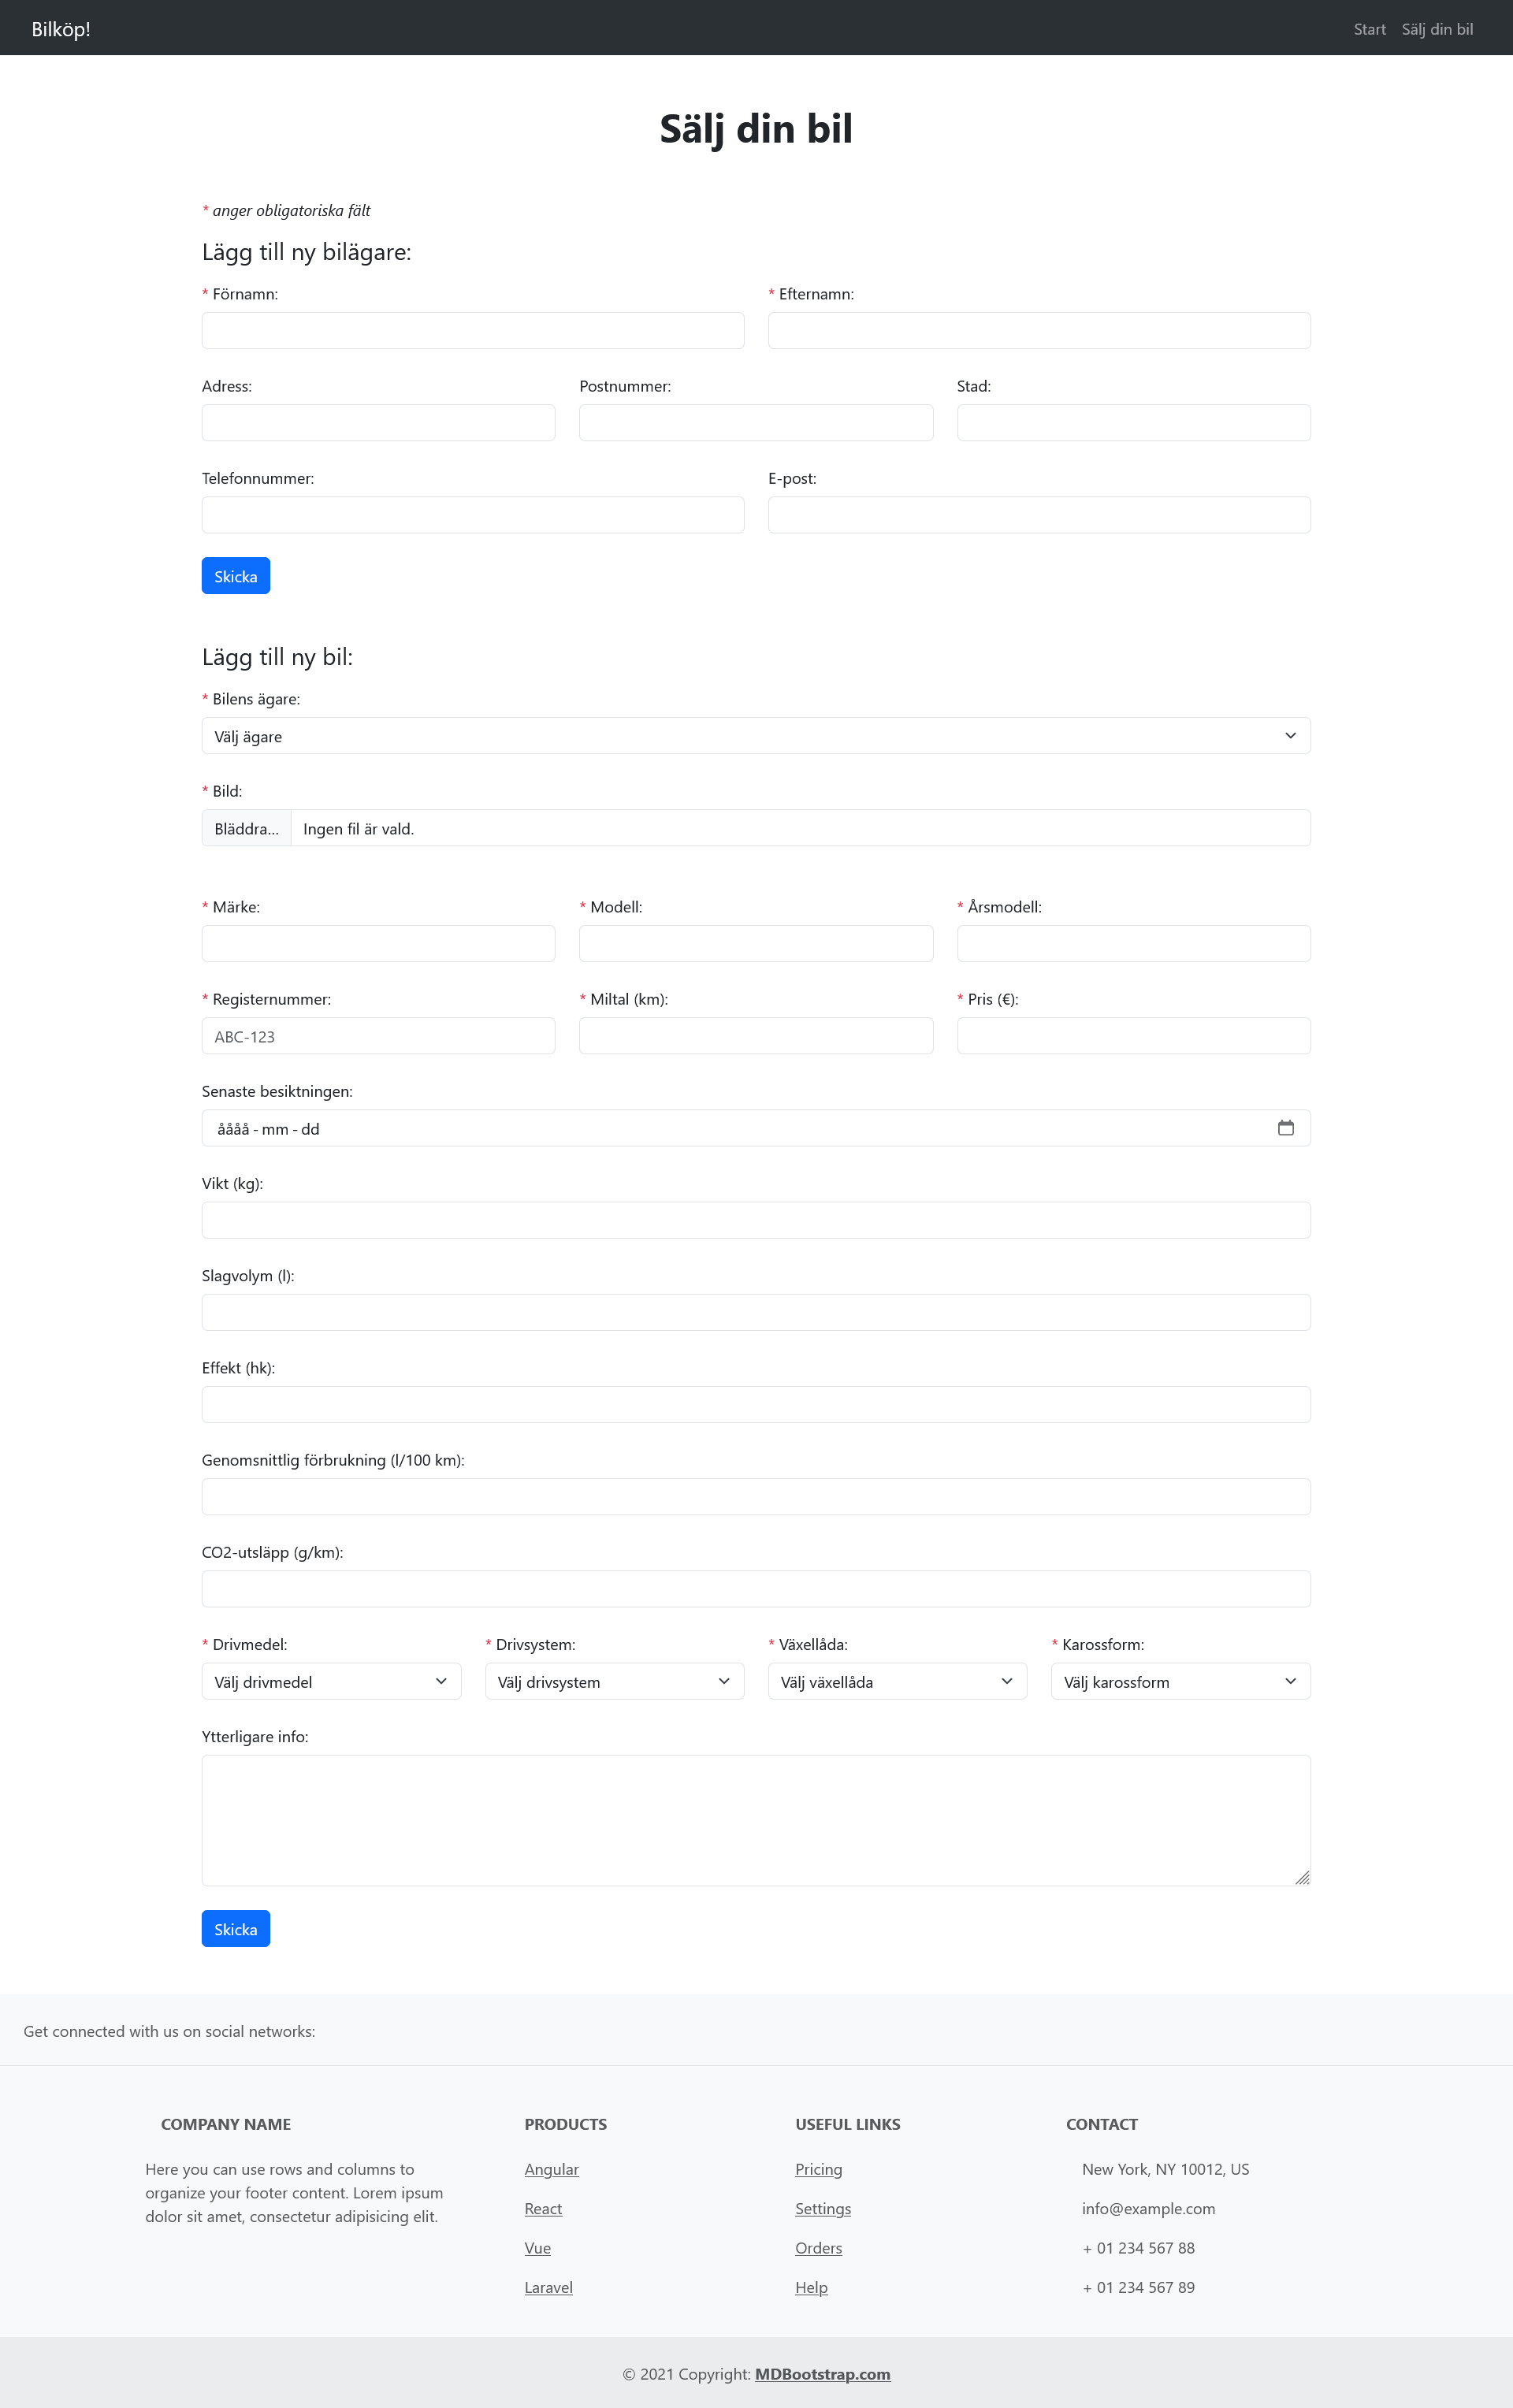 Bilköp!
Start Sälj din bil
Sälj din bil
* anger obligatoriska fält
Lägg till ny bilägare:
* Förnamn: * Efternamn:
Adress: Postnummer: Stad:
Telefonnummer: E-post:
Skicka
Lägg till ny bil:
* Bilens ägare:
Välj ägare
* Bild:
Bläddra... Ingen fil är vald.
* Märke: * Modell: * Årsmodell:
* Registernummer: * Miltal (km): * Pris (€):
ABC-123
Senaste besiktningen:
åååå - mm - dd
Vikt (kg):
Slagvolym (l):
Effekt (hk):
Genomsnittlig förbrukning (l/100 km):
CO2-utsläpp (g/km):
* Drivmedel: * Drivsystem: * Växellåda: * Karossform:
Välj drivmedel Välj drivsystem Välj växellåda Välj karossform
Ytterligare info:
Skicka
Get connected with us on social networks:
COMPANY NAME
Here you can use rows and columns to
organize your footer content. Lorem ipsum
dolor sit amet, consectetur adipisicing elit.
PRODUCTS
Angular
React
Vue
Laravel
USEFUL LINKS
Pricing
Settings
Orders
Help
CONTACT
New York, NY 10012, US
info@example.com
+ 01 234 567 88
+ 01 234 567 89
© 2021 Copyright: MDBootstrap.com